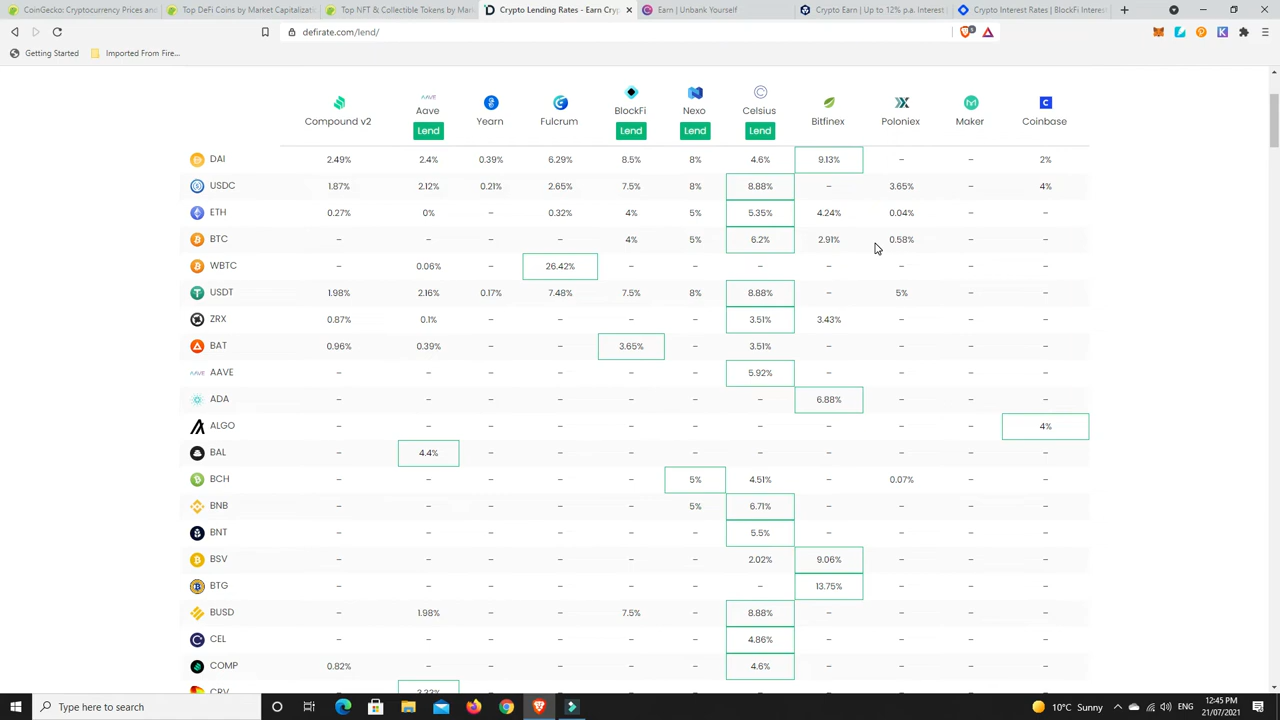 CoinGecko: Cryptocurrency Prices and
Top DeFi Coins by Market Capitalizati
Top NFT & Collectible Tokens by Mar
Crypto Lending Rates - Earn Cryp
Earn | Unbank Yourself
Crypto Earn | Up to 12% p.a. Interest
Crypto Interest Rates | BlockFi Interes
defirate.com/lend/
Getting Started
Imported From Fire...
Compound v2 Aave Yearn Fulcrum BlockFi Nexo Celsius Bitfinex Poloniex Maker Coinbase
Lend Lend Lend Lend
DAI 2.49% 2.4% 0.39% 6.29% 8.5% 8% 4.6% 9.13% – – 2%
USDC 1.87% 2.12% 0.21% 2.65% 7.5% 8% 8.88% – 3.65% – 4%
ETH 0.27% 0% – 0.32% 4% 5% 5.35% 4.24% 0.04% – –
BTC – – – – 4% 5% 6.2% 2.91% 0.58% – –
WBTC – 0.06% – 26.42% – – – – – – –
USDT 1.98% 2.16% 0.17% 7.48% 7.5% 8% 8.88% – 5% – –
ZRX 0.87% 0.1% – – – – 3.51% 3.43% – – –
BAT 0.96% 0.39% – – 3.65% – 3.51% – – – –
AAVE AAVE – – – – – – 5.92% – – – –
ADA – – – – – – – 6.88% – – –
ALGO – – – – – – – – – – 4%
BAL – 4.4% – – – – – – – – –
BCH – – – – – 5% 4.51% – 0.07% – –
BNB – – – – – 5% 6.71% – – – –
BNT – – – – – – 5.5% – – – –
BSV – – – – – – 2.02% 9.06% – – –
BTG – – – – – – – 13.75% – – –
BUSD – 1.98% – – 7.5% – 8.88% – – – –
CEL – – – – – – 4.86% – – – –
COMP 0.82% – – – – – 4.6% – – – –
CRV
Type here to search
10°C Sunny
ENG
12:45 PM
21/07/2021